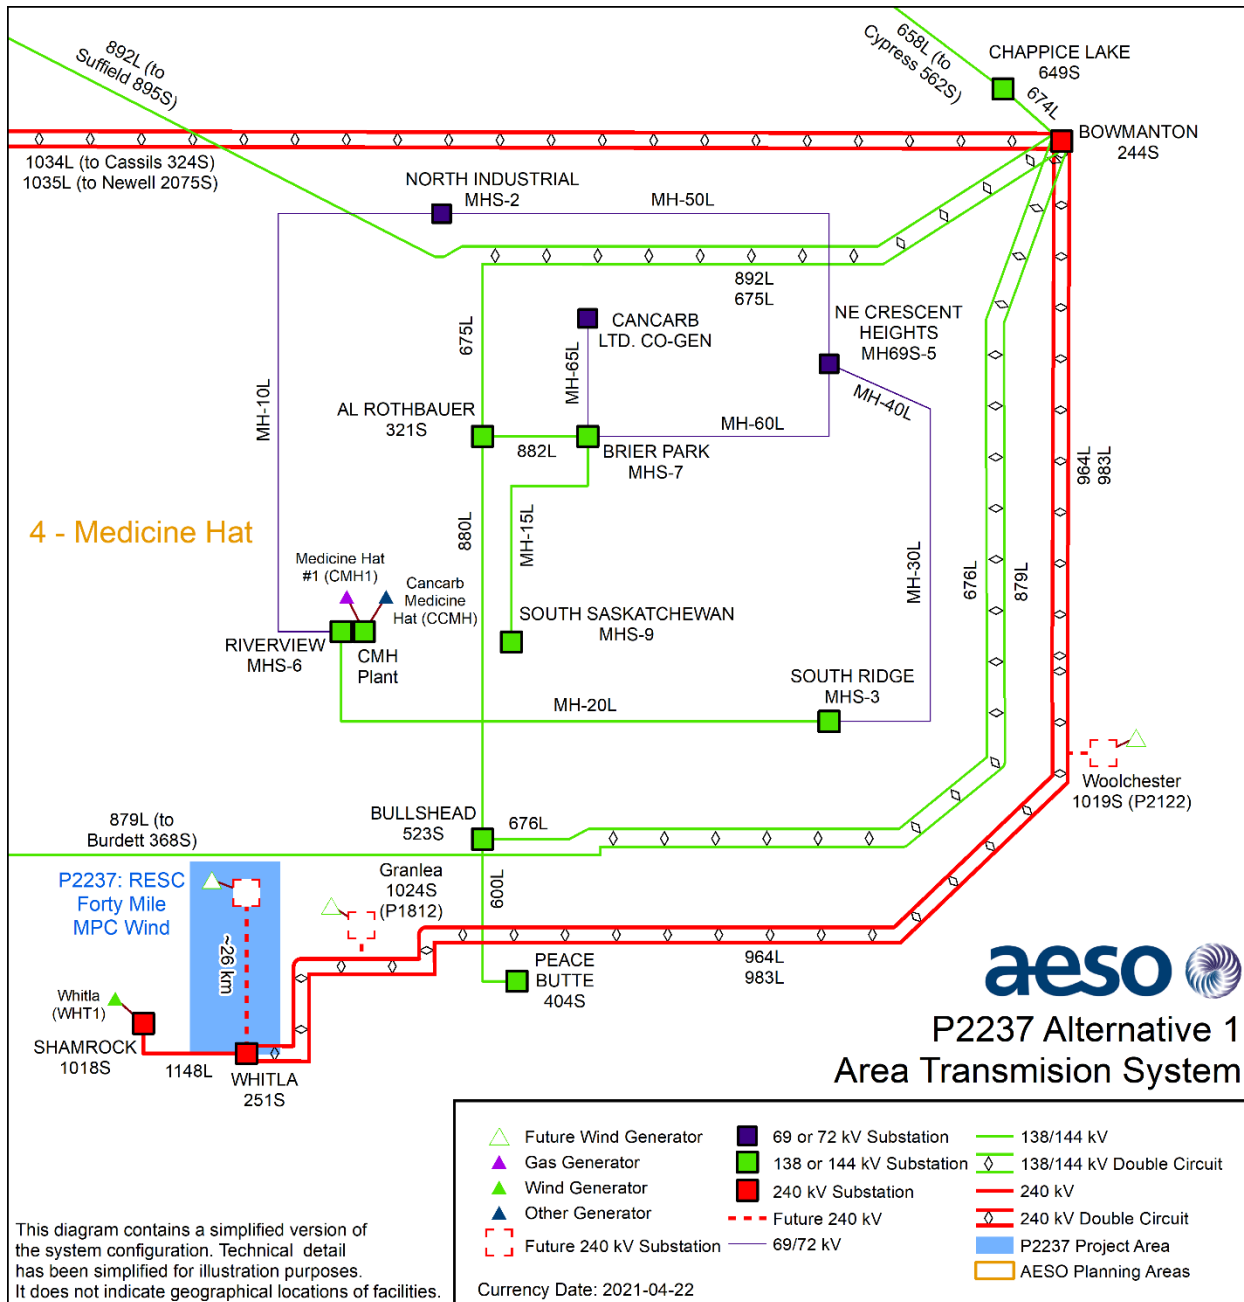 892L (to
Suffield 895S)
658L (to
Cypress 562S)
CHAPPICE LAKE
649S
674L
BOWMANTON
244S
1034L (to Cassils 324S)
1035L (to Newell 2075S)
NORTH INDUSTRIAL
MHS-2
MH-50L
892L
675L
CANCARB
LTD. CO-GEN
NE CRESCENT
HEIGHTS
MH69S-5
675L
MH-65L
MH-10L
MH-40L
AL ROTHBAUER
321S
882L
MH-60L
BRIER PARK
MHS-7
964L
983L
4 - Medicine Hat
880L
MH-15L
MH-30L
676L
879L
Medicine Hat
#1 (CMH1)
Cancarb
Medicine
Hat (CCMH)
SOUTH SASKATCHEWAN
MHS-9
RIVERVIEW
MHS-6
CMH
Plant
SOUTH RIDGE
MHS-3
MH-20L
Woolchester
1019S (P2122)
879L (to
Burdett 368S)
BULLSHEAD
523S
676L
P2237: RESC
Forty Mile
MPC Wind
Granlea
1024S
(P1812)
600L
~26 km
964L
983L
PEACE
BUTTE
404S
Whitla
(WHT1)
SHAMROCK
1018S
1148L
WHITLA
251S
aeso
P2237 Alternative 1
Area Transmision System
Future Wind Generator
Gas Generator
Wind Generator
Other Generator
Future 240 kV Substation
69 or 72 kV Substation
138 or 144 kV Substation
240 kV Substation
Future 240 kV
69/72 kV
138/144 kV
138/144 kV Double Circuit
240 kV
240 kV Double Circuit
P2237 Project Area
AESO Planning Areas
Currency Date: 2021-04-22
This diagram contains a simplified version of
the system configuration. Technical detail
has been simplified for illustration purposes.
It does not indicate geographical locations of facilities.